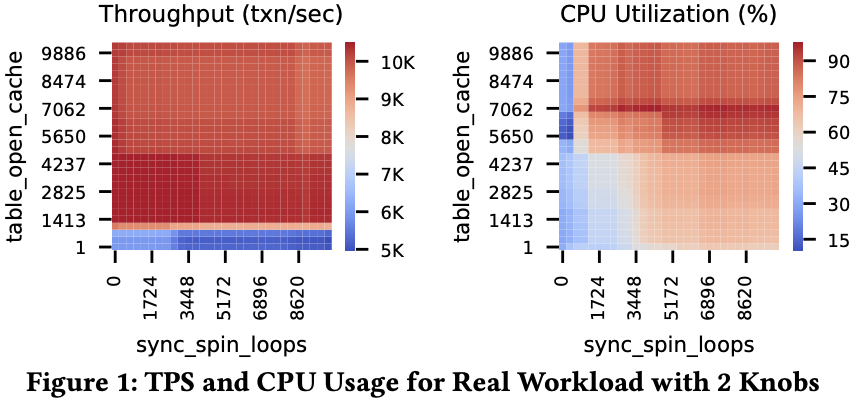 Throughput (txn/sec)
table_open_cache
9886
8474
7062
5650
4237
2825
1413
1
0
1724
3448
5172
6896
8620
sync_spin_loops
10K
9K
8K
7K
6K
5K
CPU Utilization (%)
table_open_cache
9886
8474
7062
5650
4237
2825
1413
1
0
1724
3448
5172
6896
8620
sync_spin_loops
90
75
60
45
30
15
Figure 1: TPS and CPU Usage for Real Workload with 2 Knobs